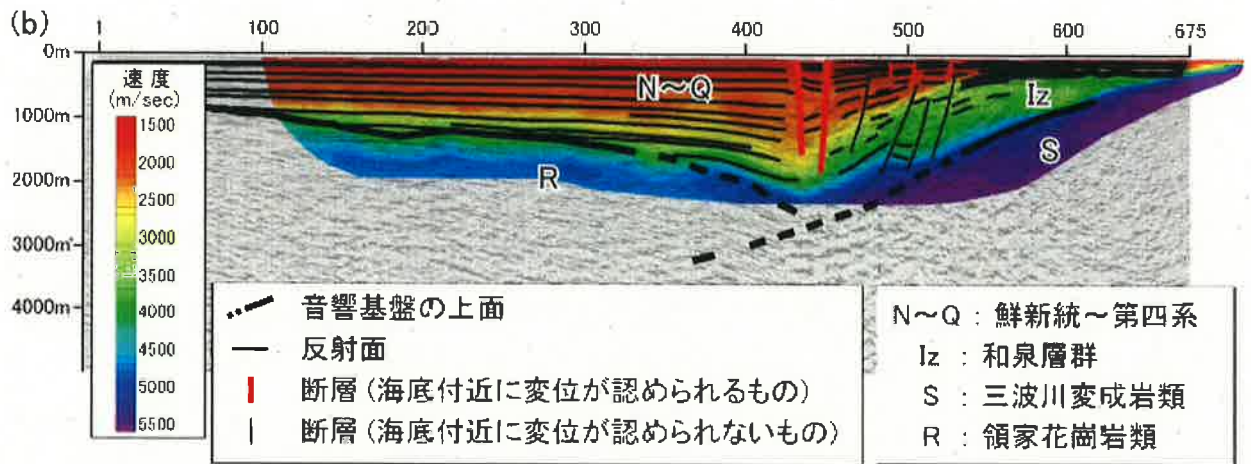 (b)
1 100 200 300 400 500 600 675
0m
1000m
2000m
3000m
4000m
速度
(m/sec)
1500
2000
2500
3000
3500
4000
4500
5000
5500
N～Q
Iz
S
R
音響基盤の上面
反射面
断層(海底付近に変位が認められるもの)
断層(海底付近に変位が認められないもの)
N～Q : 鮮新統～第四系
Iz : 和泉層群
S : 三波川変成岩類
R : 領家花崗岩類